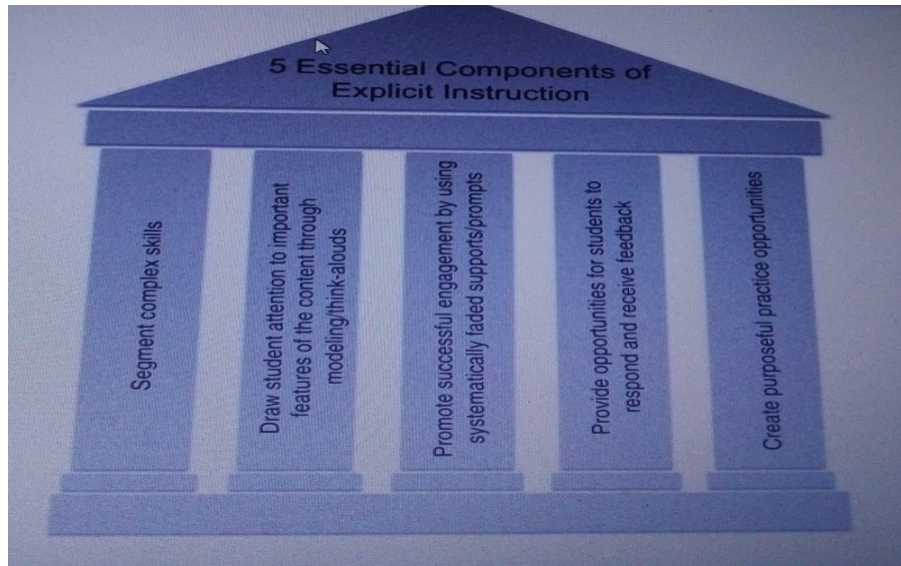 5 Essential Components of
Explicit Instruction
Segment complex skills
Draw student attention to important
features of the content through
modeling/think-alouds
Promote successful engagement by using
systematically faded supports/prompts
Provide opportunities for students to
respond and receive feedback
Create purposeful practice opportunities